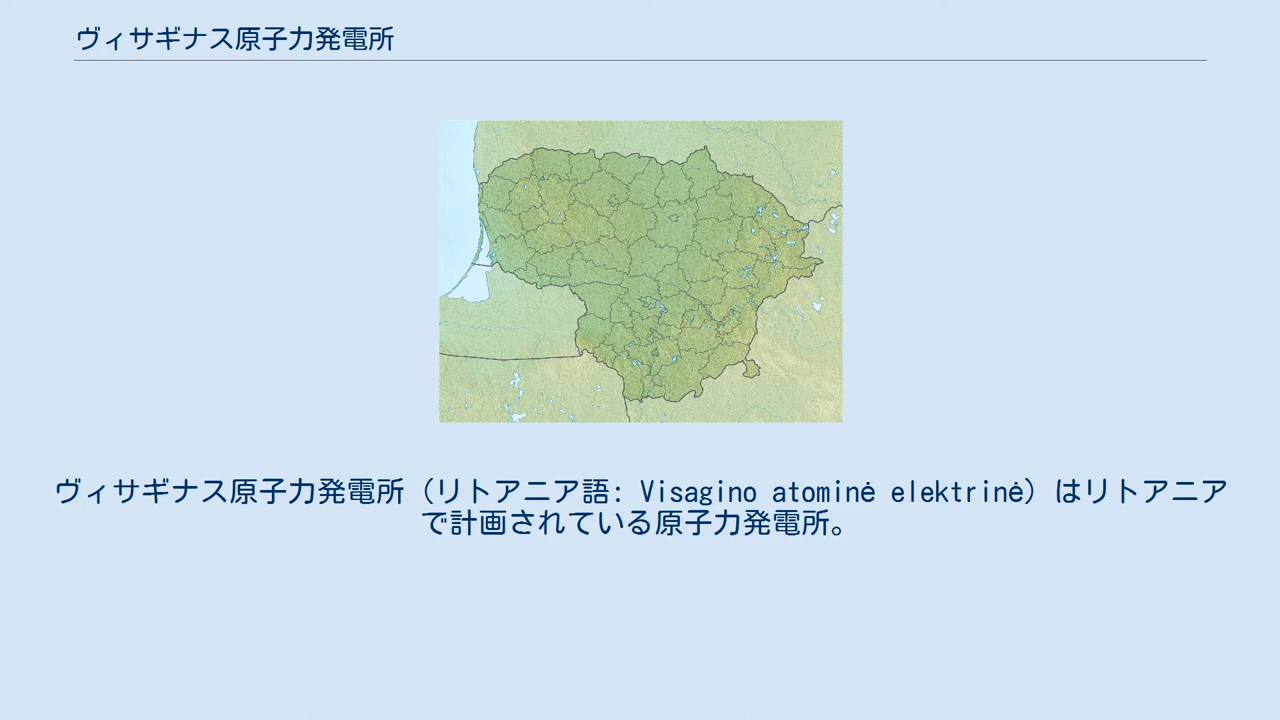 ヴィサギナス原子力発電所
ヴィサギナス原子力発電所（リトアニア語: Visagino atominė elektrinė）はリトアニア
で計画されている原子力発電所。